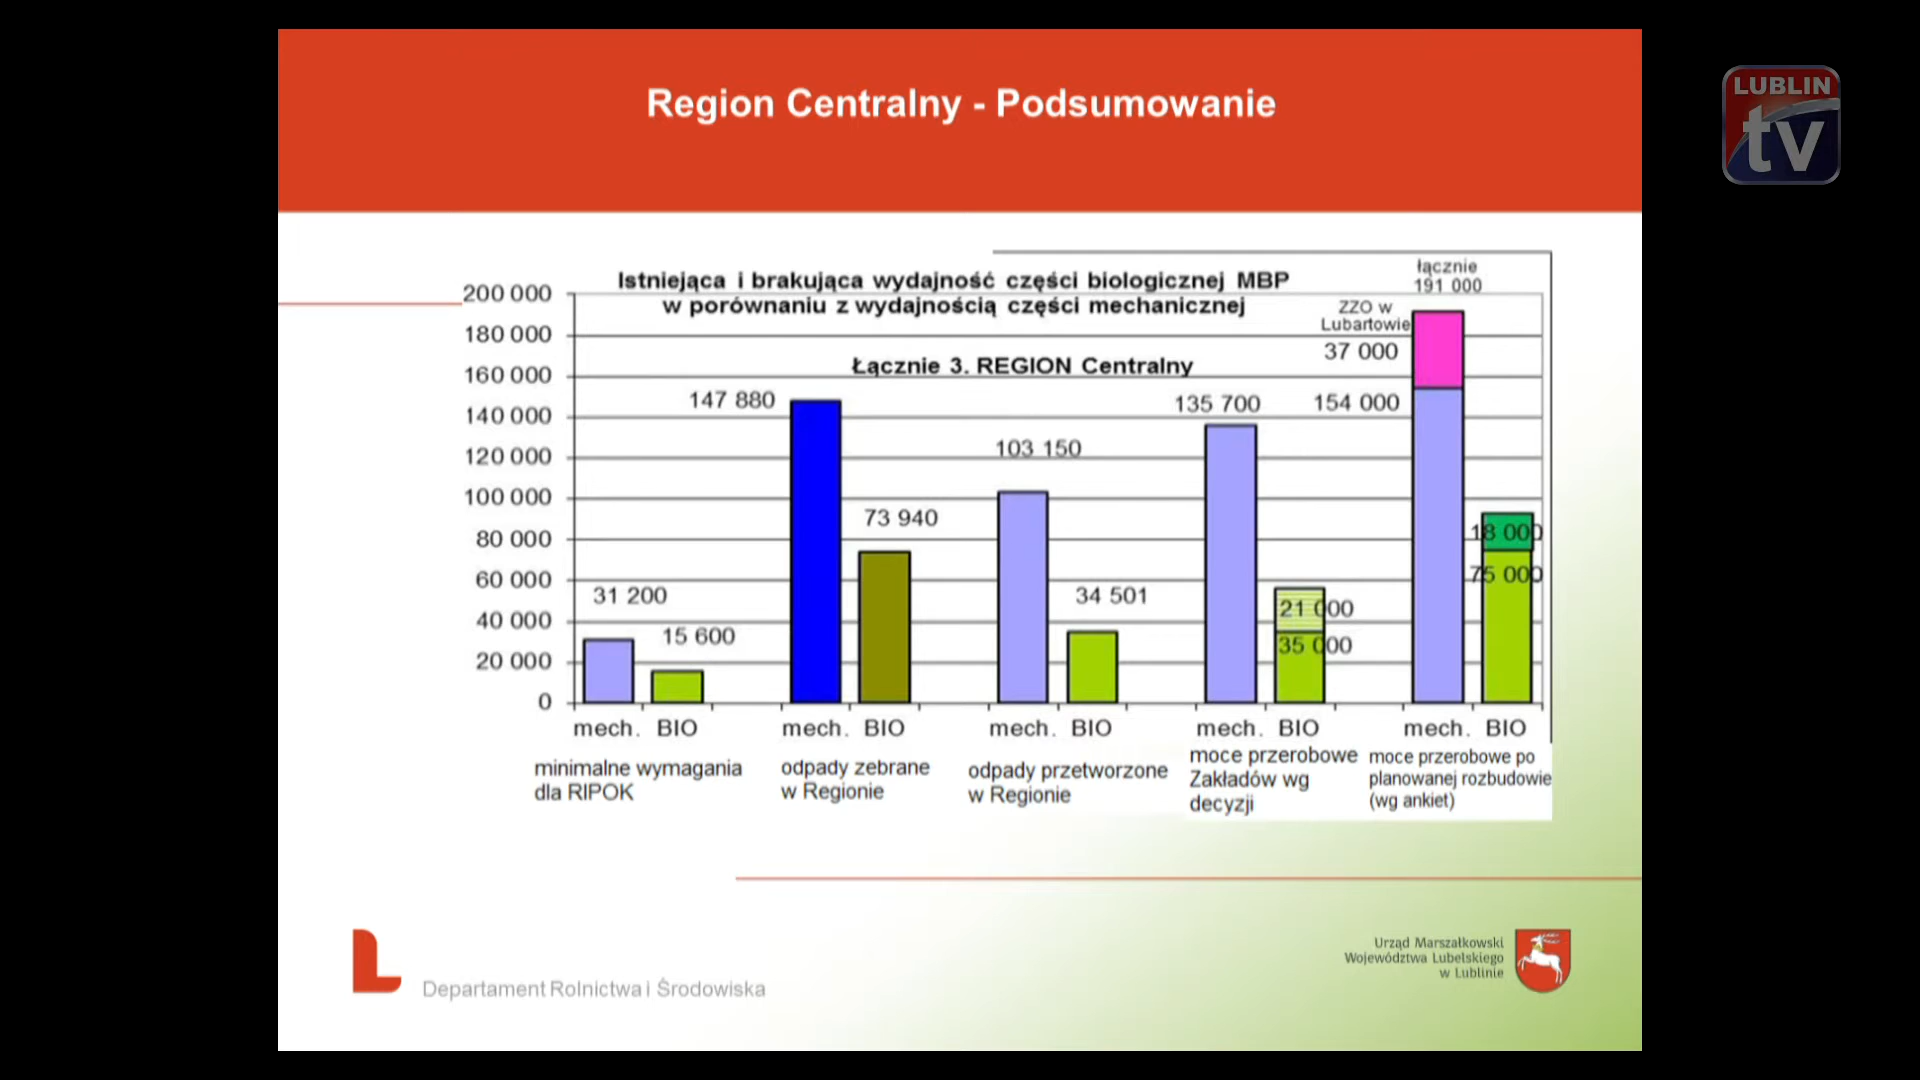 Region Centralny - Podsumowanie
LUBLIN
tv
Istniejąca i brakująca wydajność części biologicznej MBP
w porównaniu z wydajnością części mechanicznej
Łącznie 3. REGION Centralny
łącznie
191 000
ZZO w
Lubartowie
37 000
154 000
200 000
180 000
160 000
140 000
120 000
100 000
80 000
60 000
40 000
20 000
0
31 200
15 600
147 880
73 940
103 150
34 501
135 700
21 000
35 000
18 000
75 000
mech. BIO
mech. BIO
mech. BIO
mech. BIO
mech. BIO
minimalne wymagania
dla RIPOK
odpady zebrane
w Regionie
odpady przetworzone
w Regionie
moce przerobowe
Zakładów wg
decyzji
moce przerobowe po
planowanej rozbudowie
(wg ankiet)
Departament Rolnictwa i Środowiska
Urząd Marszałkowski
Województwa Lubelskiego
w Lublinie